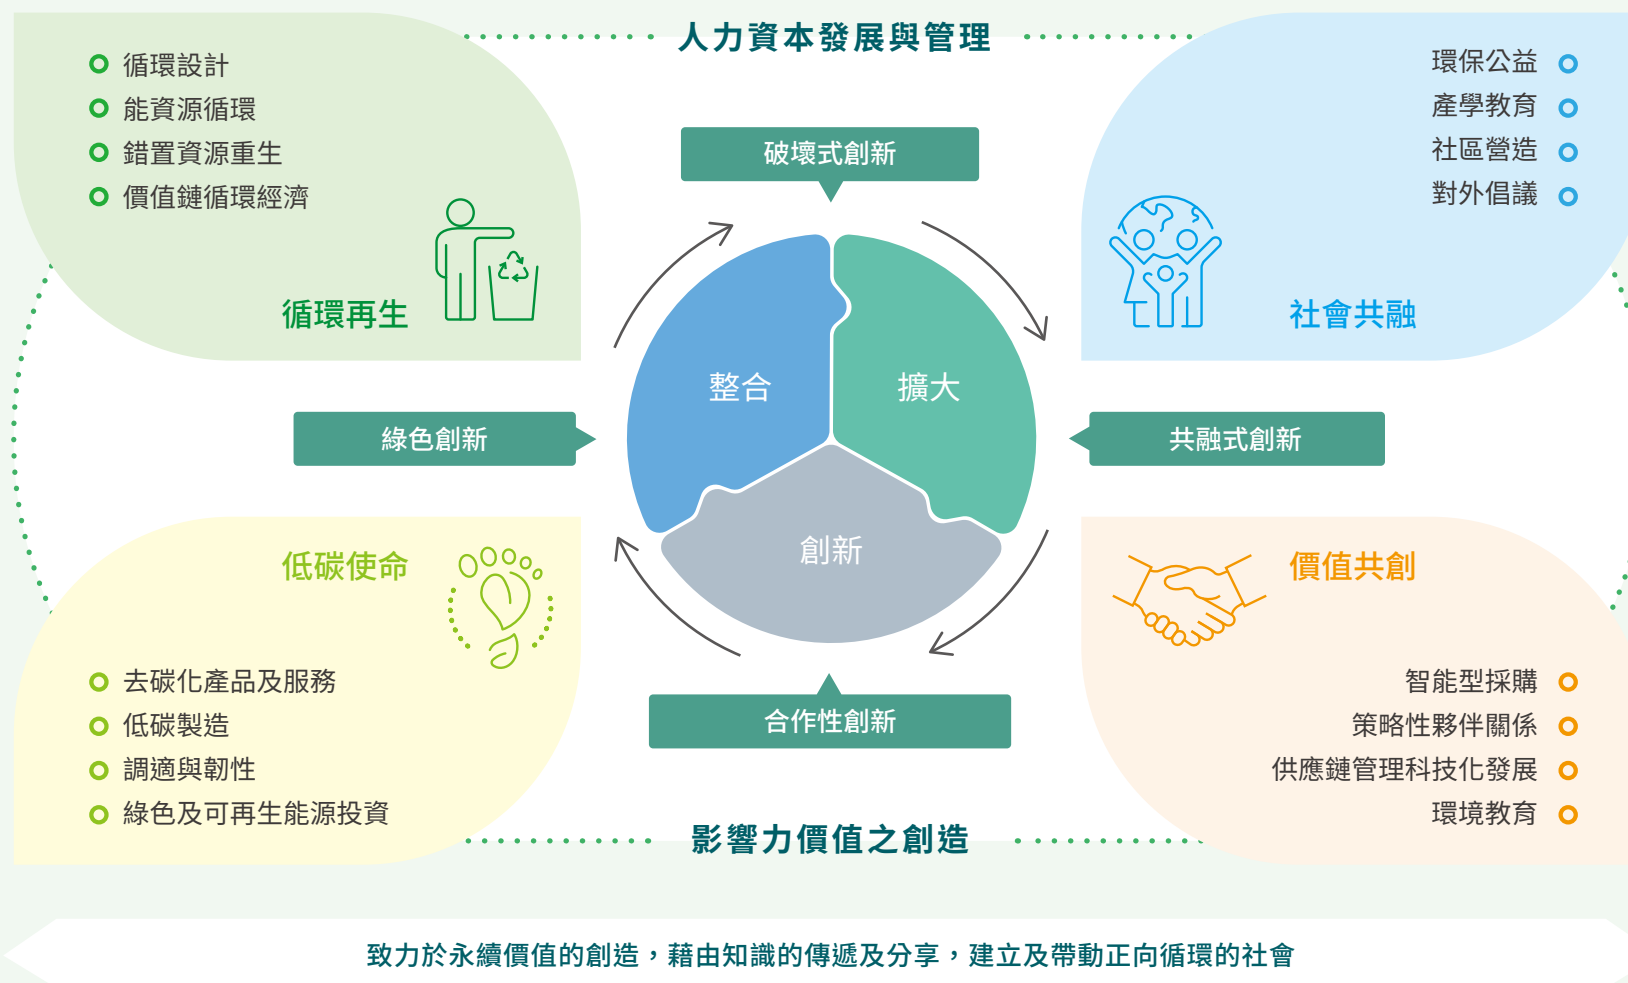 人力資本發展與管理
循環設計
能資源循環
錯置資源重生
價值鏈循環經濟
循環再生
環保公益
產學教育
社區營造
對外倡議
社會共融
破壞式創新
整合
擴大
創新
綠色創新
共融式創新
合作性創新
低碳使命
去碳化產品及服務
低碳製造
調適與韌性
綠色及可再生能源投資
價值共創
智能型採購
策略性夥伴關係
供應鏈管理科技化發展
環境教育
影響力價值之創造
致力於永續價值的創造，藉由知識的傳遞及分享，建立及帶動正向循環的社會